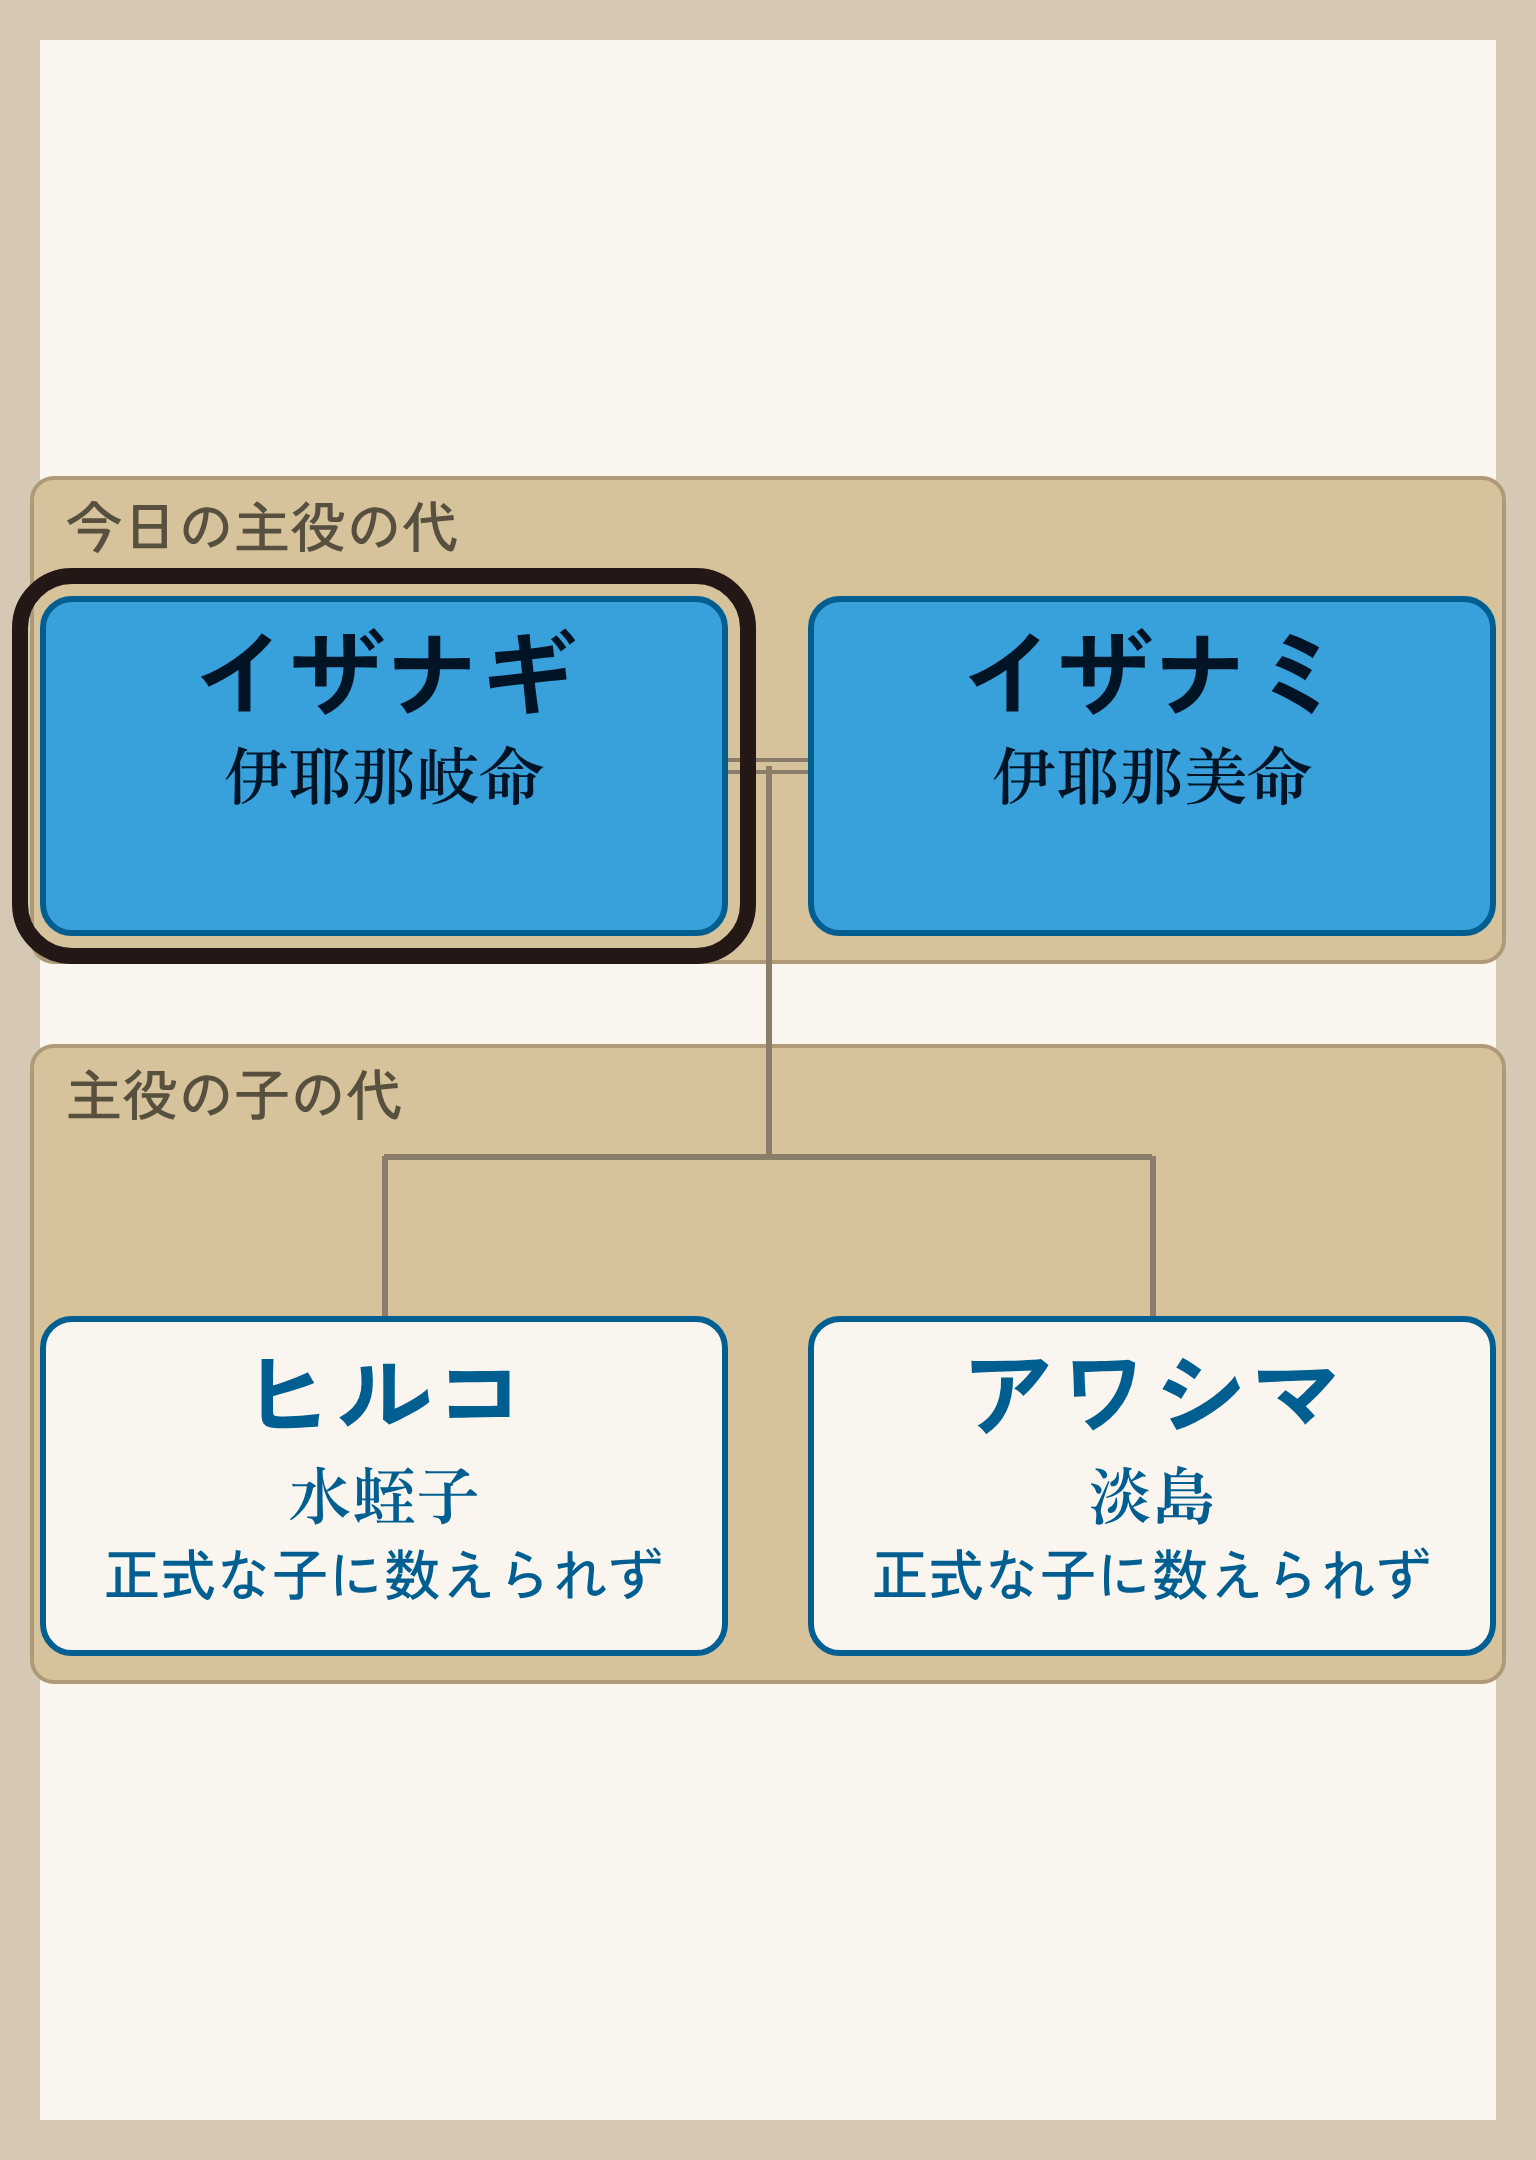 今日の主役の代
イザナギ
伊耶那岐命
イザナミ
伊耶那美命
主役の子の代
ヒルコ
水蛭子
正式な子に数えられず
アワシマ
淡島
正式な子に数えられず